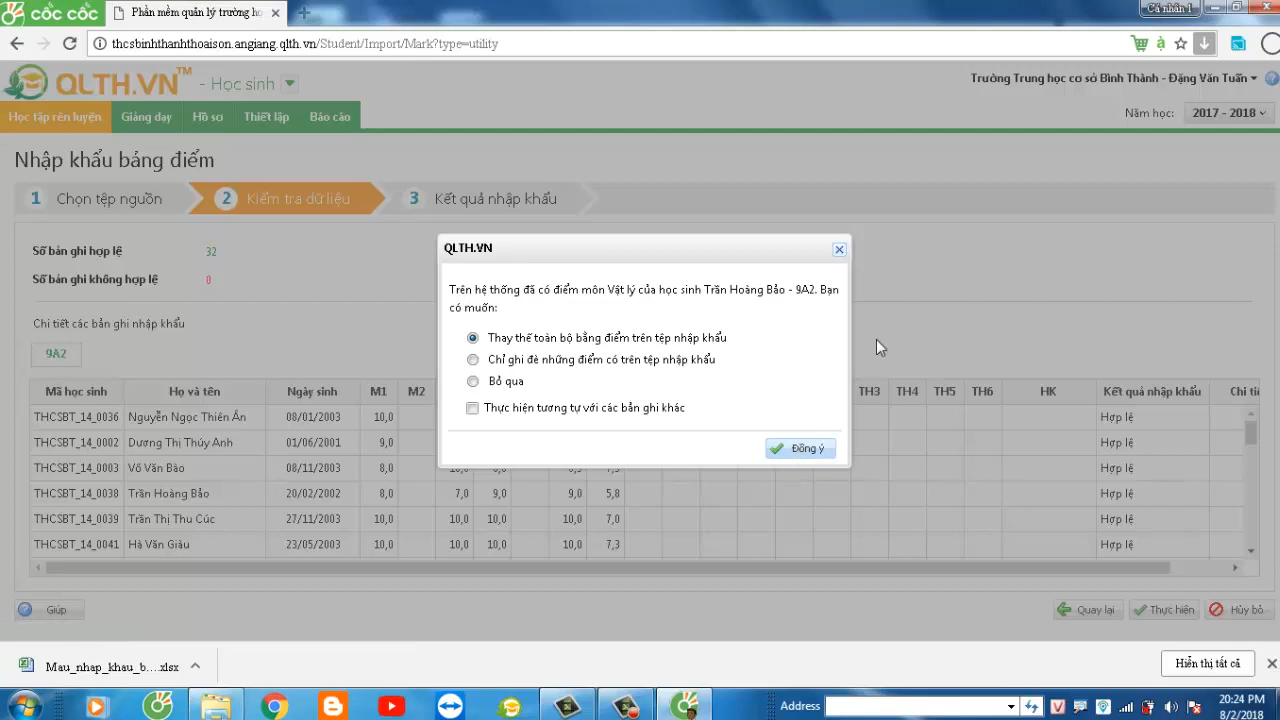 cốc cốc
Phần mềm quản lý trường họ
Cá nhân 1
thcsbinhthanhthoaison.angiang.qlth.vn/Student/Import/Mark?type=utility
QLTH.VN™ - Học sinh
Trường Trung học cơ sở Bình Thành - Đặng Văn Tuấn
Học tập rèn luyện Giảng dạy Hồ sơ Thiết lập Báo cáo
Năm học: 2017 - 2018
Nhập khẩu bảng điểm
1 Chọn tệp nguồn 2 Kiểm tra dữ liệu 3 Kết quả nhập khẩu
Số bản ghi hợp lệ 32
Số bản ghi không hợp lệ 0
Chi tiết các bản ghi nhập khẩu
9A2
QLTH.VN
Trên hệ thống đã có điểm môn Vật lý của học sinh Trần Hoàng Bảo - 9A2. Bạn
có muốn:
Thay thế toàn bộ bằng điểm trên tệp nhập khẩu
Chỉ ghi đè những điểm có trên tệp nhập khẩu
Bỏ qua
Thực hiện tương tự với các bản ghi khác
Đồng ý
Mã học sinh Họ và tên Ngày sinh M1 M2 TH3 TH4 TH5 TH6 HK Kết quả nhập khẩu Chi tiế
THCSBT_14_0036 Nguyễn Ngọc Thiên Ân 08/01/2003 10,0 Hợp lệ
THCSBT_14_0002 Dương Thị Thúy Anh 01/06/2001 9,0 Hợp lệ
THCSBT_14_0003 Võ Văn Bảo 08/11/2003 8,0 Hợp lệ
THCSBT_14_0038 Trần Hoàng Bảo 20/02/2002 8,0 7,0 9,0 9,0 5,8 Hợp lệ
THCSBT_14_0039 Trần Thị Thu Cúc 27/11/2003 10,0 10,0 10,0 10,0 7,0 Hợp lệ
THCSBT_14_0041 Hà Văn Giàu 23/05/2003 10,0 10,0 10,0 10,0 7,3 Hợp lệ
Giúp Quay lại Thực hiện Hủy bỏ
Mau_nhap_khau_b....xlsx Hiển thị tất cả
Address
20:24 PM
8/2/2018